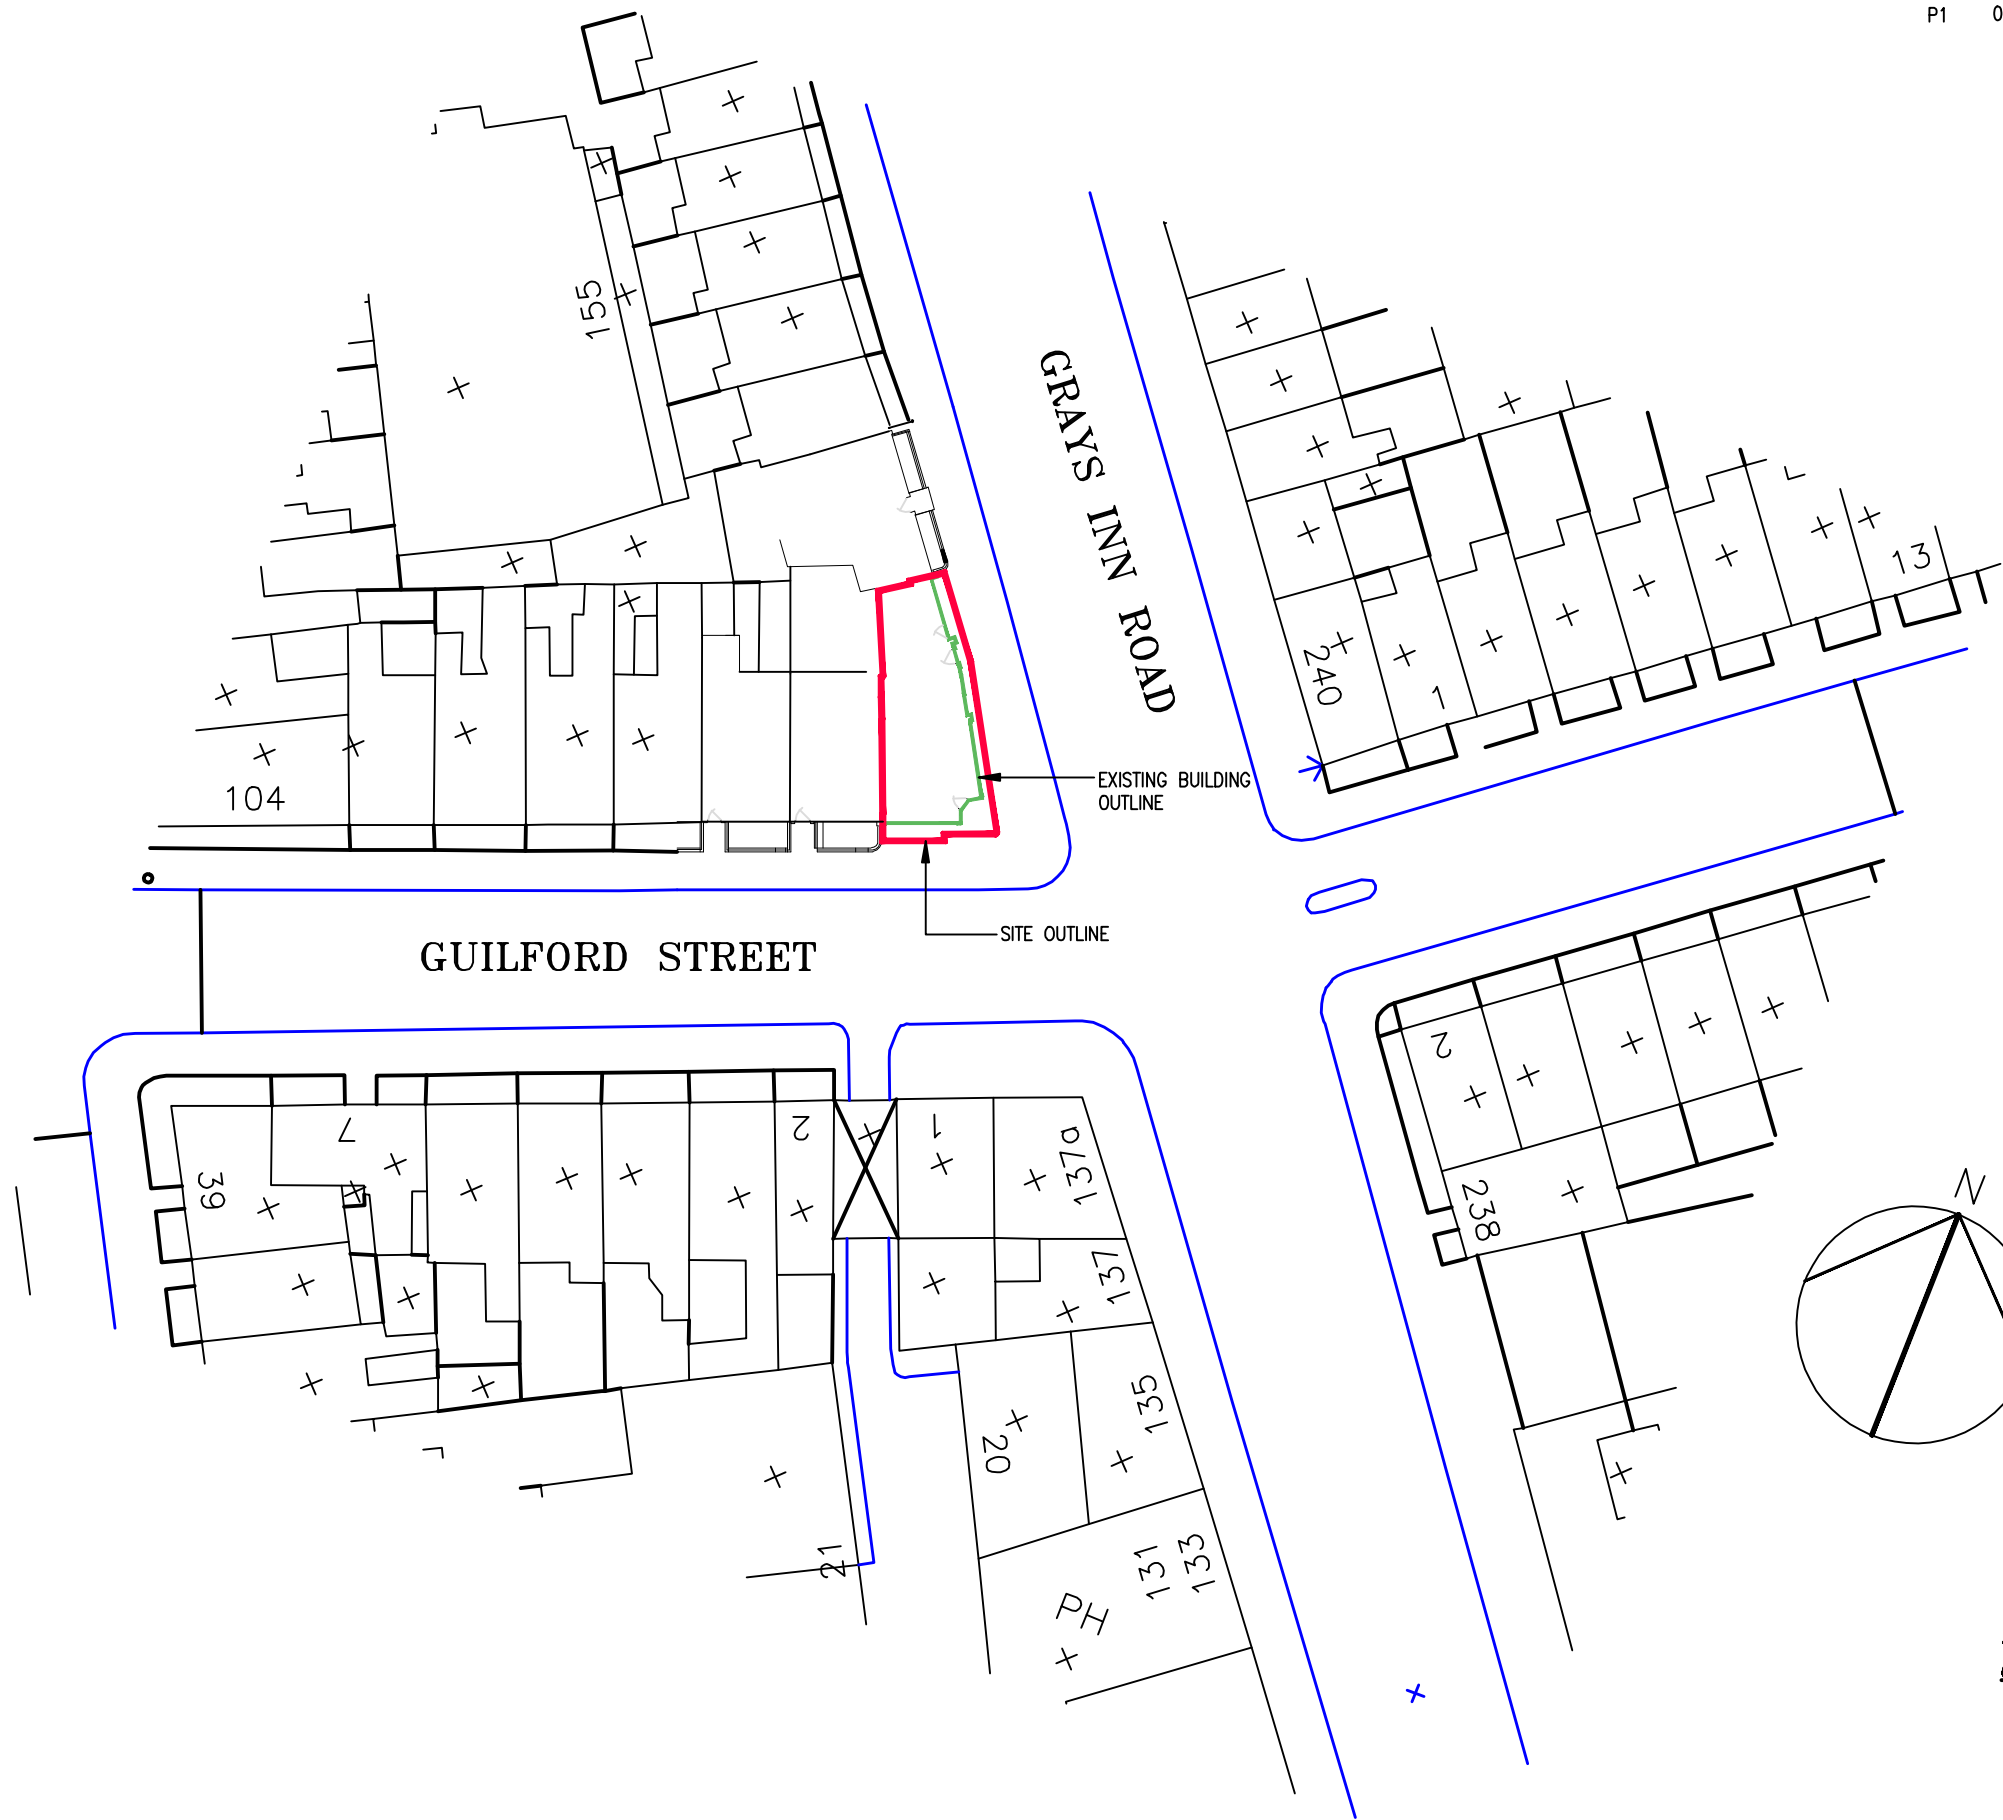 P1 0
155
GRAYS INN ROAD
13
240
1
104
EXISTING BUILDING
OUTLINE
SITE OUTLINE
GUILFORD STREET
2
7
2
1
137a
39
238
N
137
135
20
21
131
133
PH